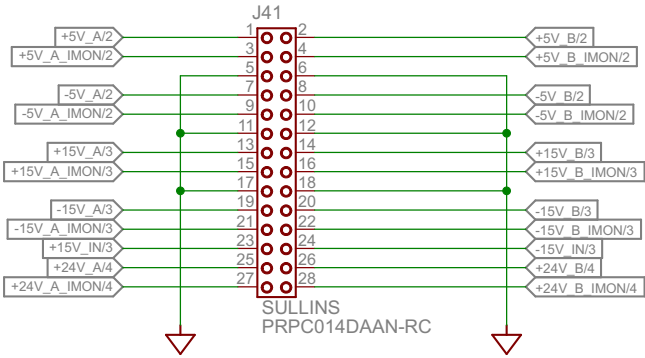 J41
+5V_A/2 1 2 +5V_B/2
+5V_A_IMON/2 3 4 +5V_B_IMON/2
5 6
-5V_A/2 7 8 -5V_B/2
-5V_A_IMON/2 9 10 -5V_B_IMON/2
11 12
+15V_A/3 13 14 +15V_B/3
+15V_A_IMON/3 15 16 +15V_B_IMON/3
17 18
-15V_A/3 19 20 -15V_B/3
-15V_A_IMON/3 21 22 -15V_B_IMON/3
+15V_IN/3 23 24 -15V_IN/3
+24V_A/4 25 26 +24V_B/4
+24V_A_IMON/4 27 28 +24V_B_IMON/4
SULLINS
PRPC014DAAN-RC